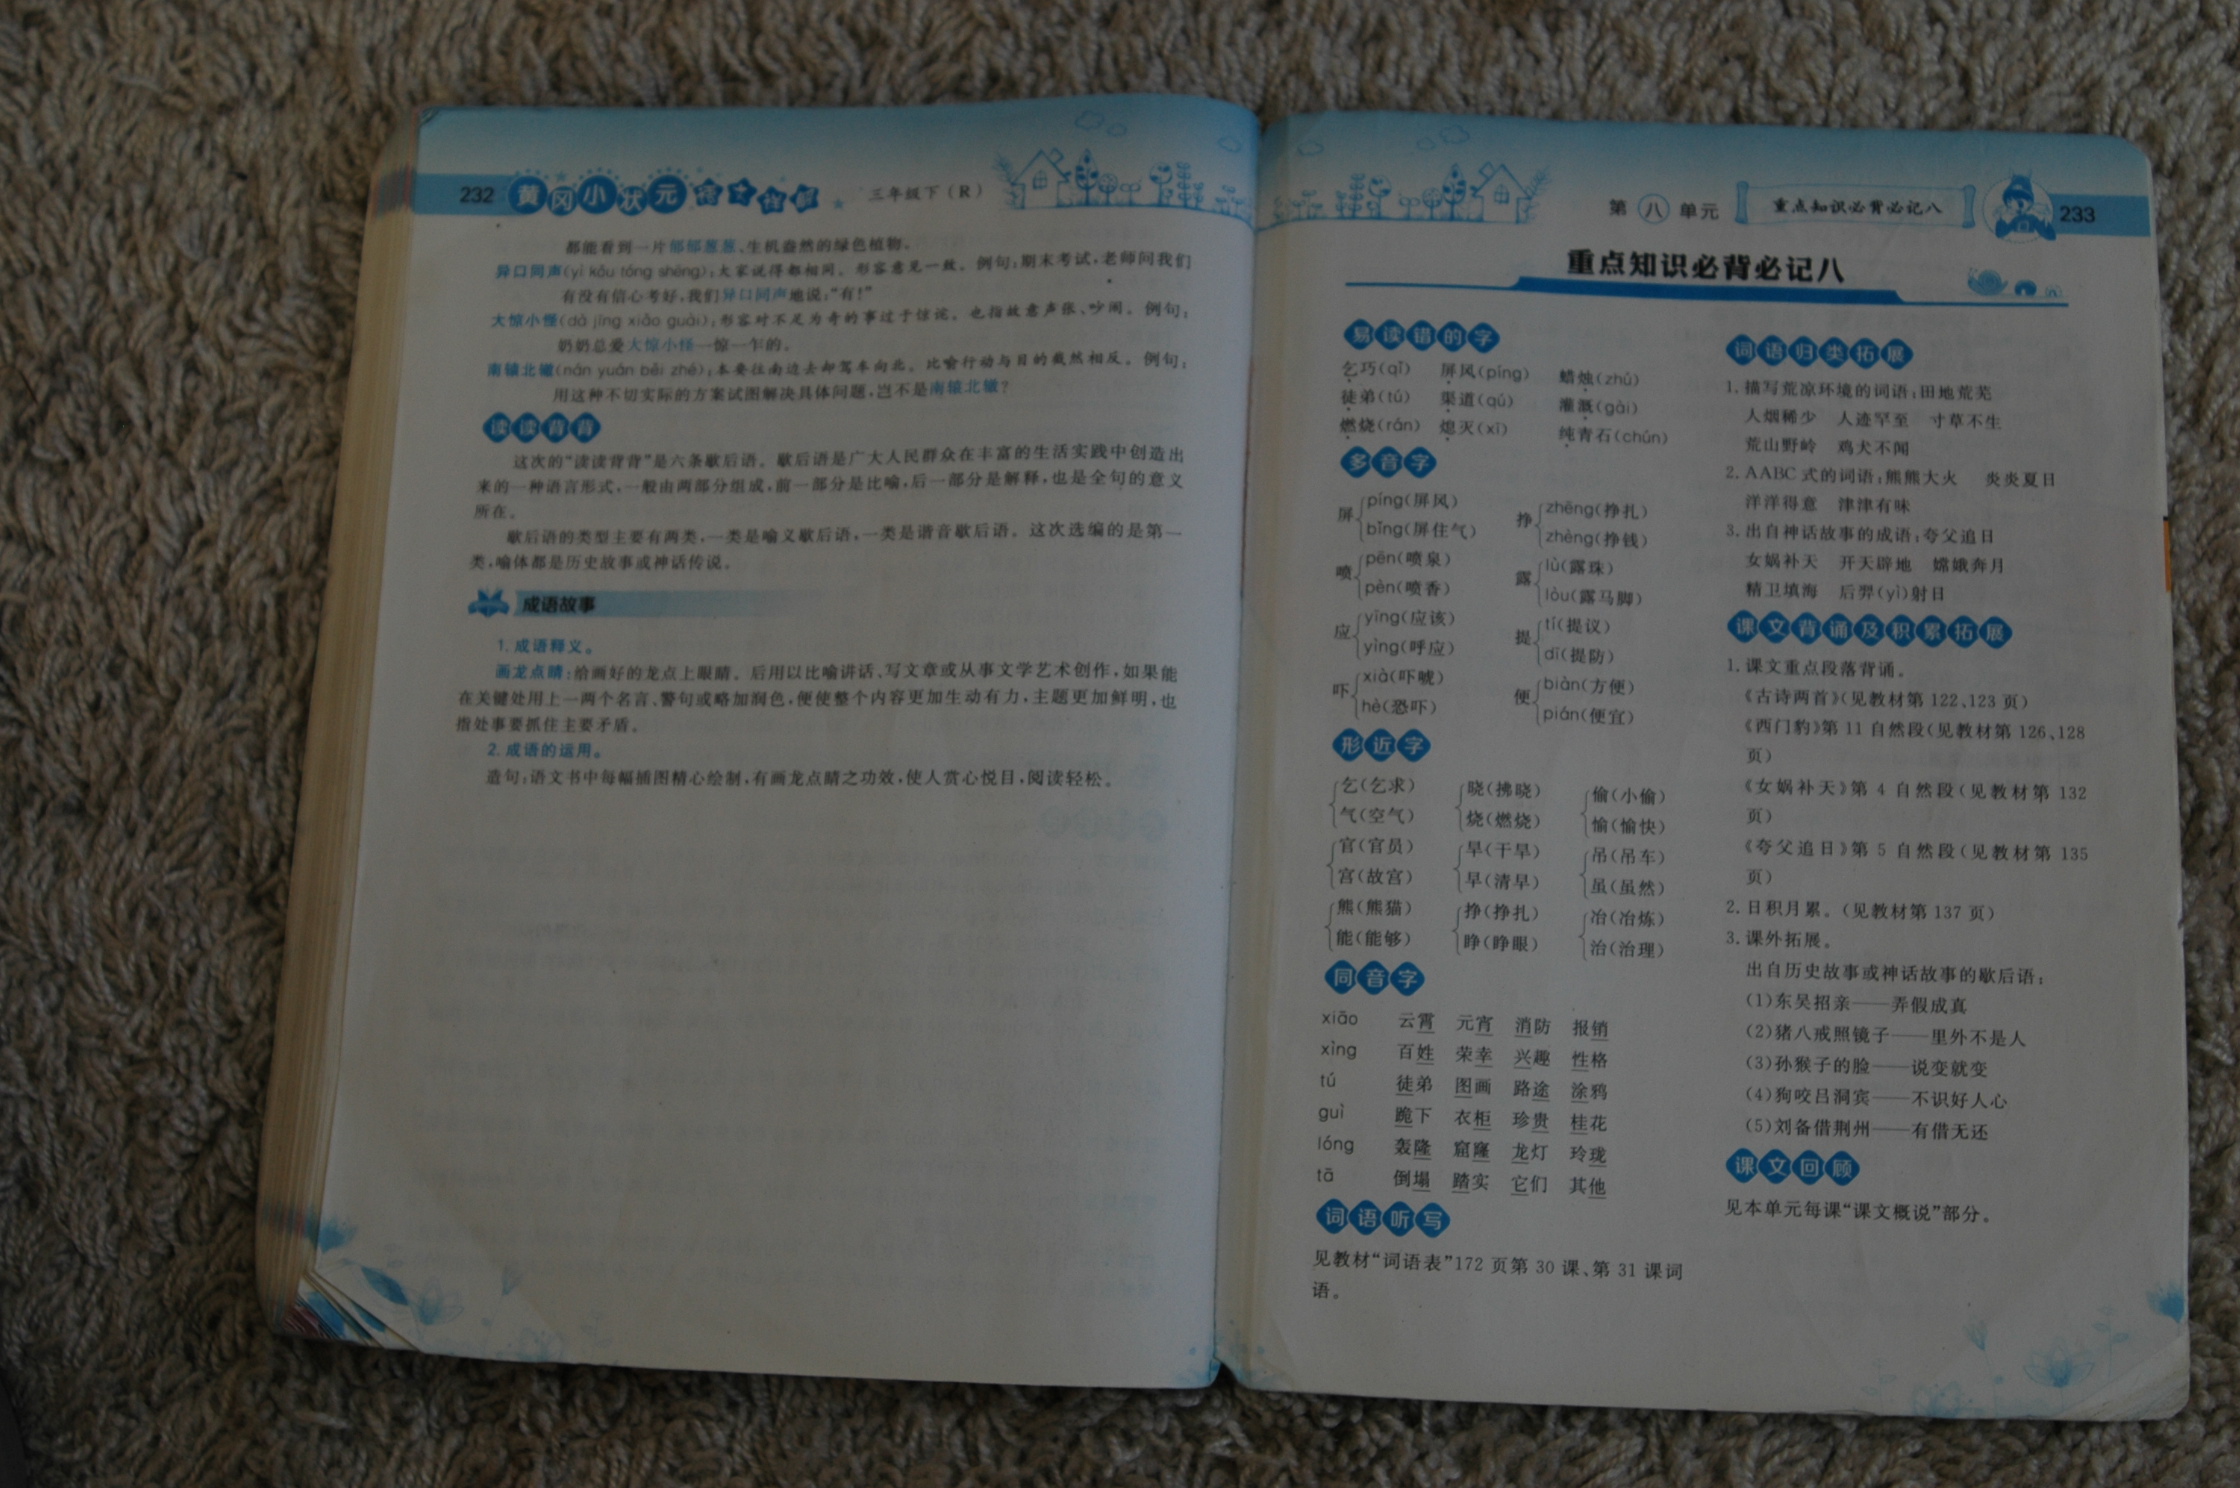 232 黄冈小状元 语文详解 三年级下(R)
都能看到一片郁郁葱葱、生机盎然的绿色植物。
异口同声(yì kǒu tóng shēng):大家说得都相同。形容意见一致。例句:期末考试,老师问我们
有没有信心考好,我们异口同声地说:“有!”
大惊小怪(dà jīng xiǎo guài):形容对不足为奇的事过于惊诧。也指故意声张、吵闹。例句:
奶奶总爱大惊小怪一惊一乍的。
南辕北辙(nán yuán běi zhé):本要往南边去却驾车向北。比喻行动与目的截然相反。例句:
用这种不切实际的方案试图解决具体问题,岂不是南辕北辙?
读读背背
这次的“读读背背”是六条歇后语。歇后语是广大人民群众在丰富的生活实践中创造出
来的一种语言形式,一般由两部分组成,前一部分是比喻,后一部分是解释,也是全句的意义
所在。
歇后语的类型主要有两类,一类是喻义歇后语,一类是谐音歇后语。这次选编的是第一
类,喻体都是历史故事或神话传说。
成语故事
1. 成语释义。
画龙点睛:给画好的龙点上眼睛。后用以比喻讲话、写文章或从事文学艺术创作,如果能
在关键处用上一两个名言、警句或略加润色,便使整个内容更加生动有力,主题更加鲜明,也
指处事要抓住主要矛盾。
2. 成语的运用。
造句:语文书中每幅插图精心绘制,有画龙点睛之功效,使人赏心悦目,阅读轻松。
第八单元 重点知识必背必记八 233
重点知识必背必记八
易读错的字
乞巧(qǐ) 屏风(píng) 蜡烛(zhú)
徒弟(tú) 渠道(qú) 灌溉(gài)
燃烧(rán) 熄灭(xī) 纯青石(chún)
多音字
屏 píng(屏风) bǐng(屏住气) 挣 zhēng(挣扎) zhèng(挣钱)
喷 pēn(喷泉) pèn(喷香) 露 lù(露珠) lòu(露马脚)
应 yīng(应该) yìng(呼应) 提 tí(提议) dī(提防)
吓 xià(吓唬) hè(恐吓) 便 biàn(方便) pián(便宜)
形近字
乞(乞求) 晓(拂晓) 偷(小偷)
气(空气) 烧(燃烧) 愉(愉快)
官(官员) 旱(干旱) 吊(吊车)
宫(故宫) 早(清早) 虽(虽然)
熊(熊猫) 挣(挣扎) 冶(冶炼)
能(能够) 睁(睁眼) 治(治理)
同音字
xiāo 云霄 元宵 消防 报销
xìng 百姓 荣幸 兴趣 性格
tú 徒弟 图画 路途 涂鸦
guì 跪下 衣柜 珍贵 桂花
lóng 轰隆 窟窿 龙灯 玲珑
tā 倒塌 踏实 它们 其他
词语听写
见教材“词语表”172 页第 30 课、第 31 课词
语。
词语归类拓展
1. 描写荒凉环境的词语:田地荒芜
人烟稀少 人迹罕至 寸草不生
荒山野岭 鸡犬不闻
2. AABC 式的词语:熊熊大火 炎炎夏日
洋洋得意 津津有味
3. 出自神话故事的成语:夸父追日
女娲补天 开天辟地 嫦娥奔月
精卫填海 后羿(yì)射日
课文背诵及积累拓展
1. 课文重点段落背诵。
《古诗两首》(见教材第 122、123 页)
《西门豹》第 11 自然段(见教材第 126、128
页)
《女娲补天》第 4 自然段(见教材第 132
页)
《夸父追日》第 5 自然段(见教材第 135
页)
2. 日积月累。(见教材第 137 页)
3. 课外拓展。
出自历史故事或神话故事的歇后语:
(1)东吴招亲——弄假成真
(2)猪八戒照镜子——里外不是人
(3)孙猴子的脸——说变就变
(4)狗咬吕洞宾——不识好人心
(5)刘备借荆州——有借无还
课文回顾
见本单元每课“课文概说”部分。